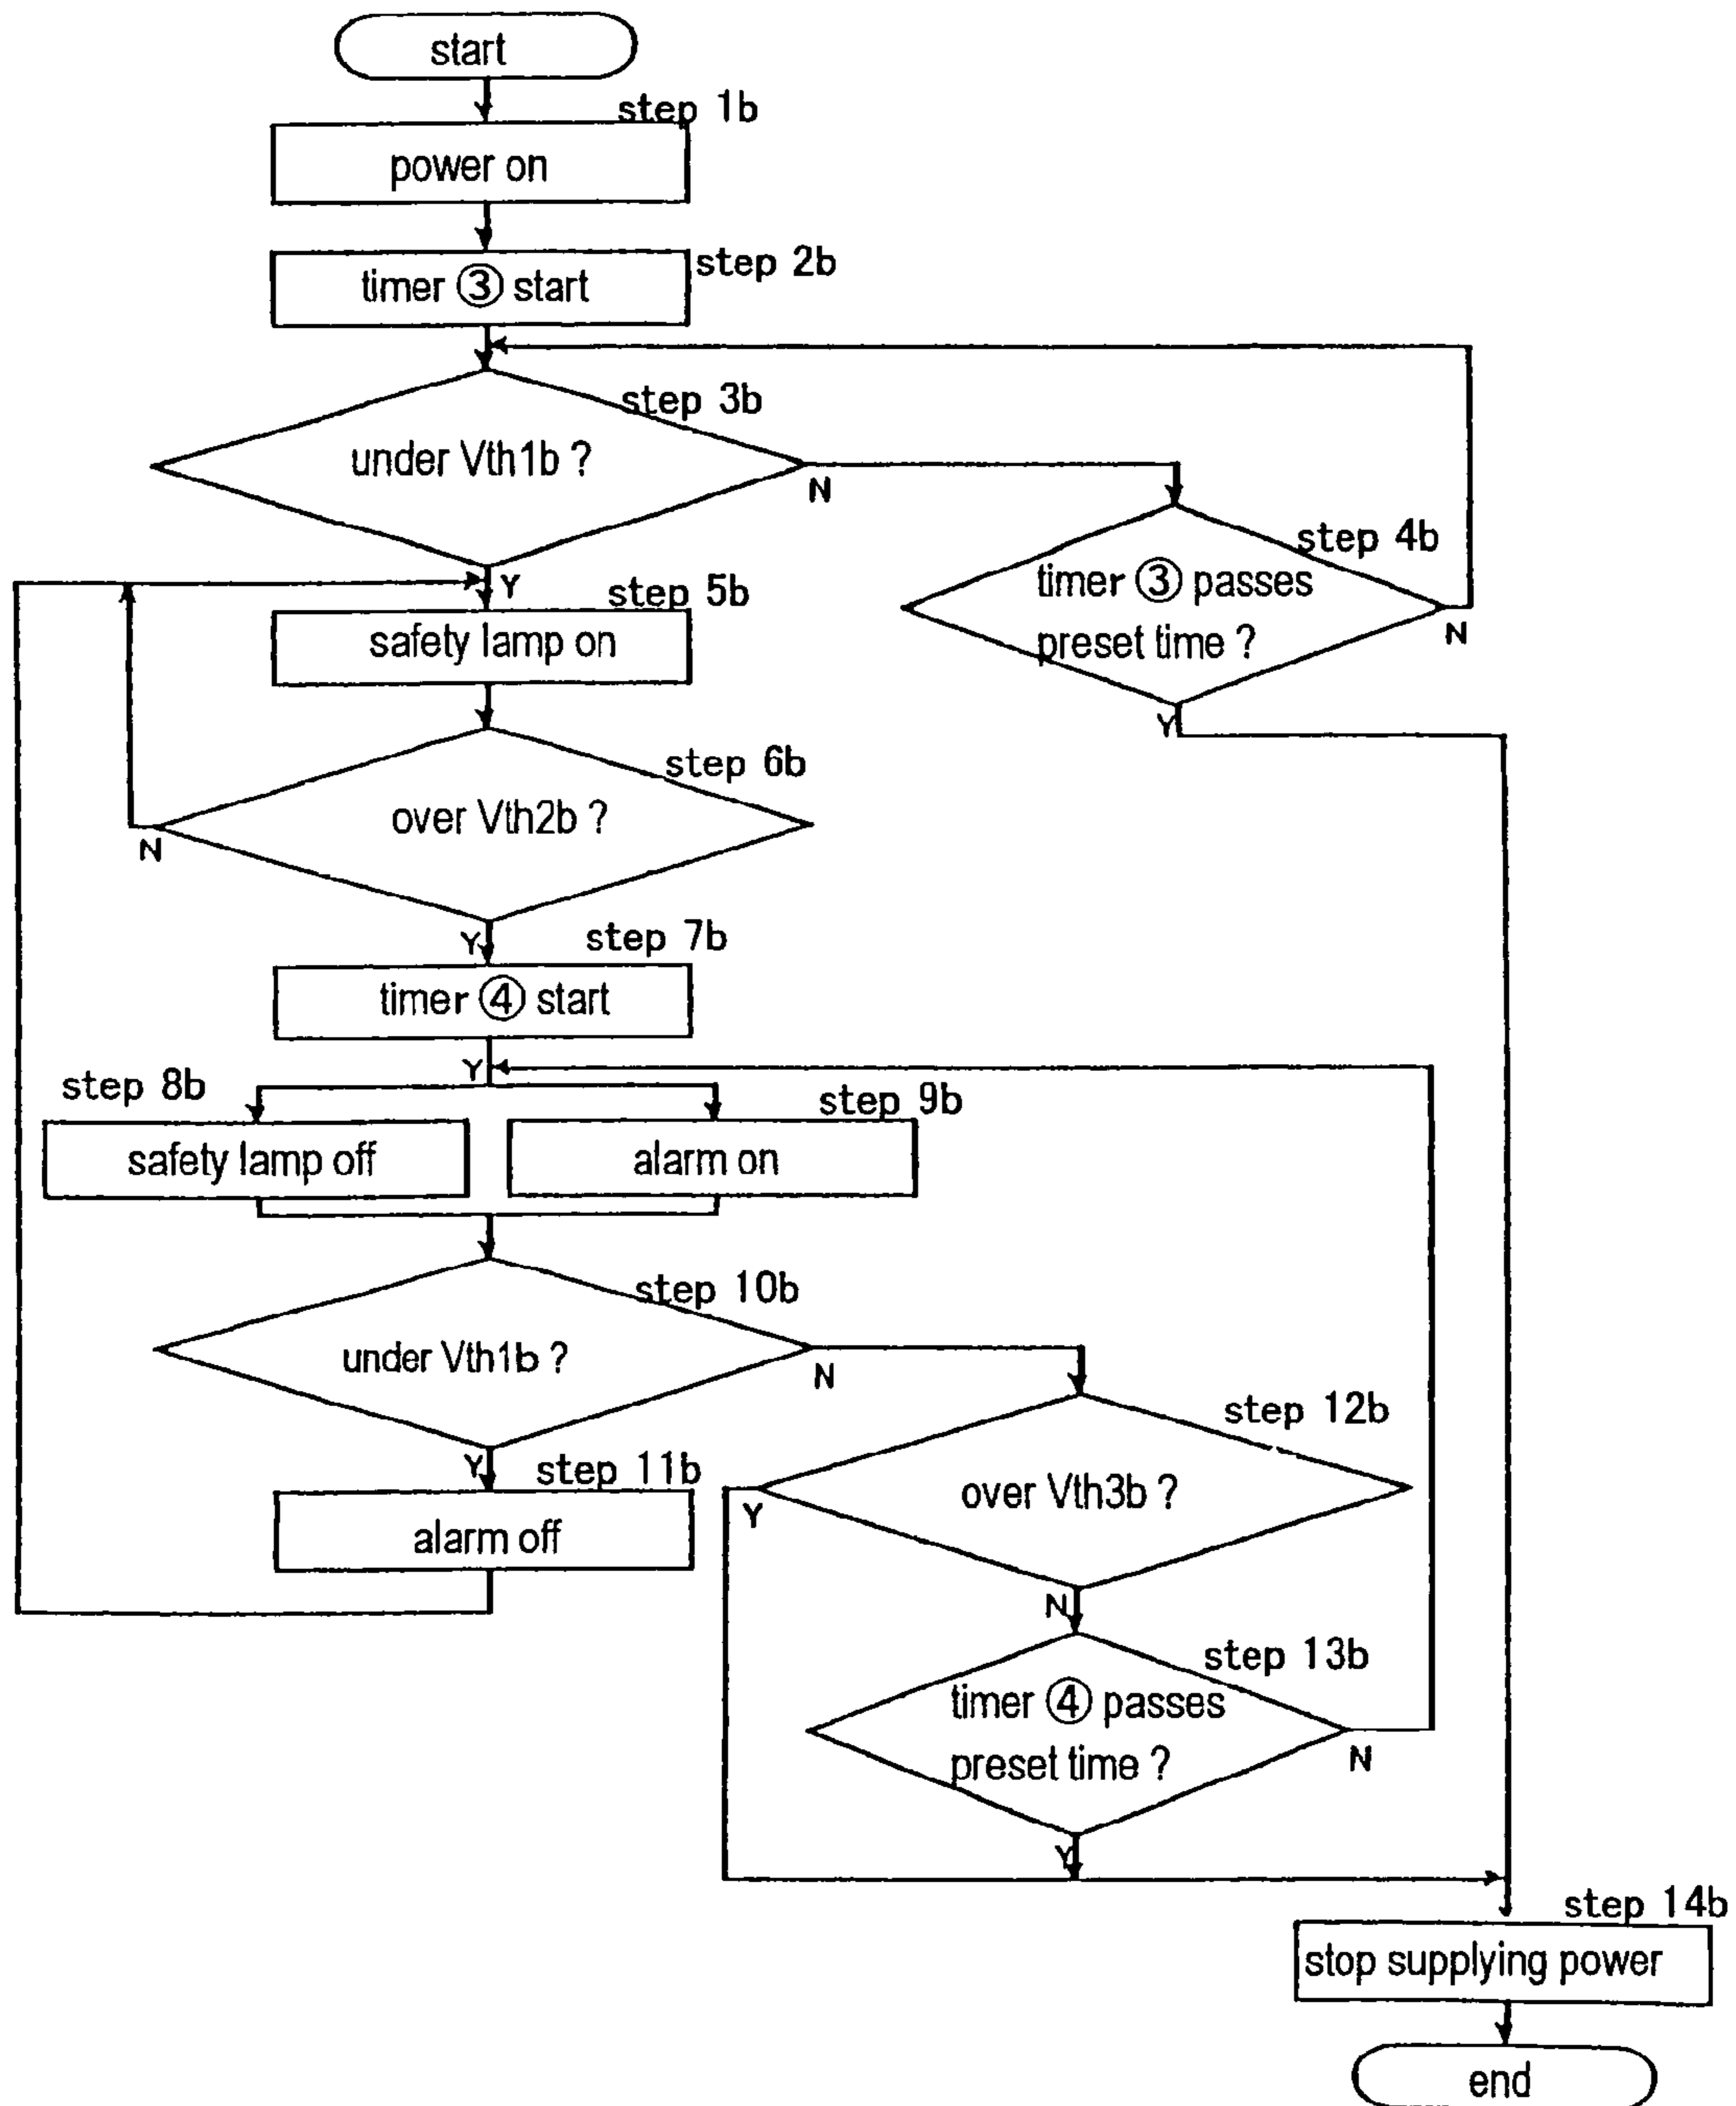 start
step 1b
power on
step 2b
timer ③ start
step 3b
under Vth1b ?
N
step 4b
timer ③ passes
preset time ?
N
Y
Y
step 5b
safety lamp on
step 6b
over Vth2b ?
N
Y
step 7b
timer ④ start
Y
step 8b
safety lamp off
step 9b
alarm on
step 10b
under Vth1b ?
N
Y
step 11b
alarm off
step 12b
over Vth3b ?
Y
N
step 13b
timer ④ passes
preset time ?
N
Y
step 14b
stop supplying power
end